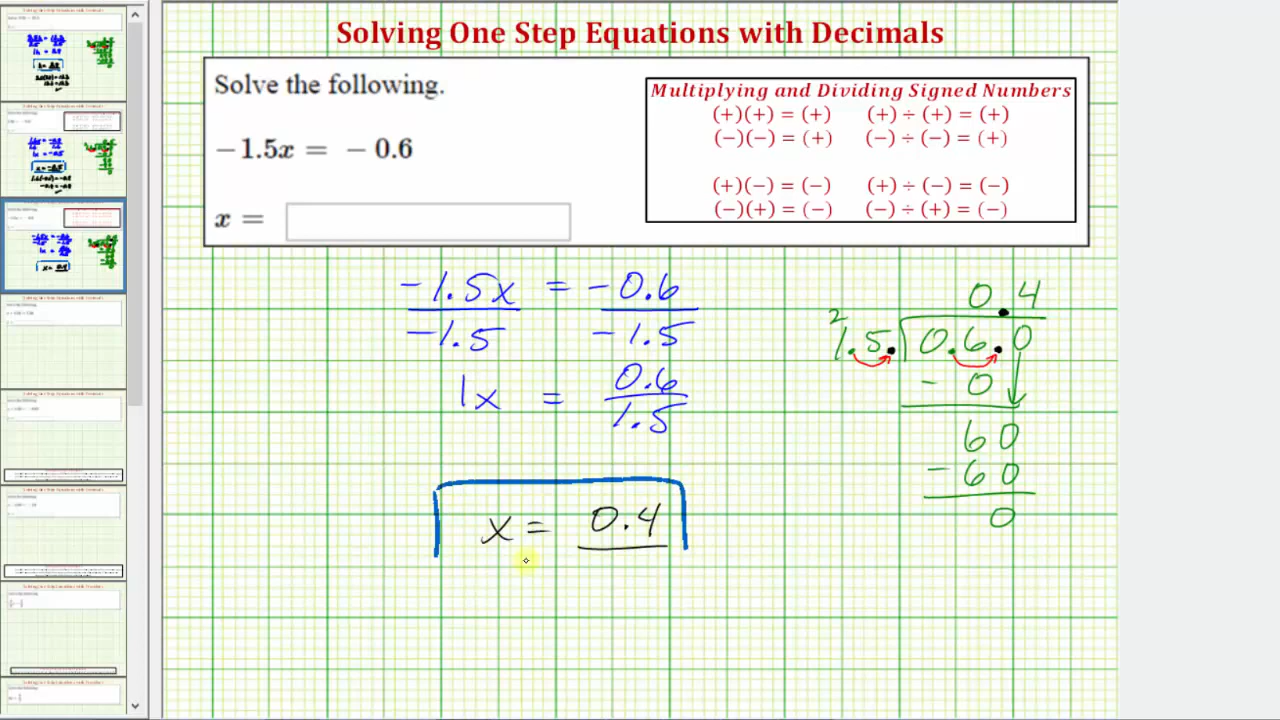 Solving One Step Equations with Decimals
Solve the following.
−1.5x = −0.6
x =
Multiplying and Dividing Signed Numbers
(+)(+) = (+) (+) ÷ (+) = (+)
(−)(−) = (+) (−) ÷ (−) = (+)
(+)(−) = (−) (+) ÷ (−) = (−)
(−)(+) = (−) (−) ÷ (+) = (−)
-1.5x = -0.6
-1.5 -1.5
1x = 0.6
1.5
x = 0.4
0.4
2
1.5. 0.6.0
- 0
60
- 60
0